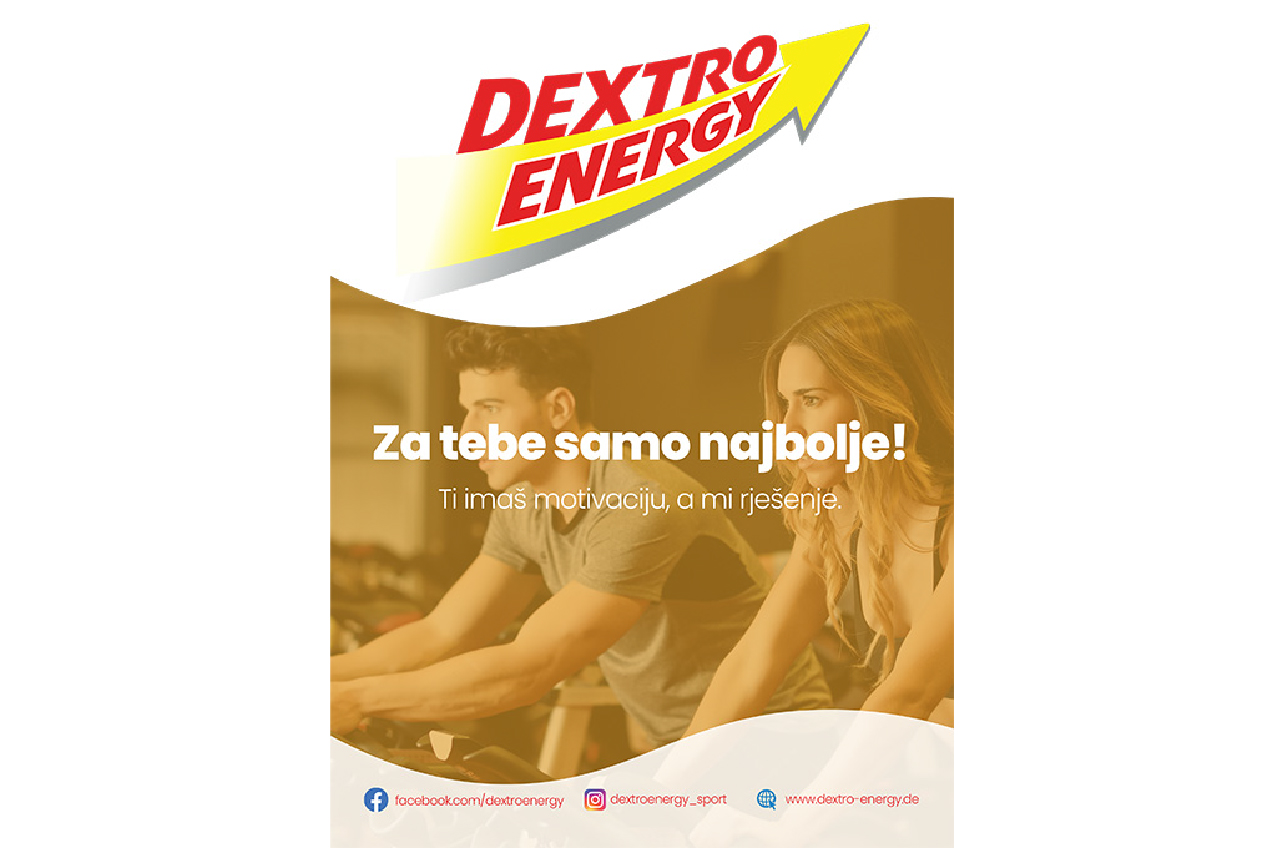 DEXTRO
ENERGY
Za tebe samo najbolje!
Ti imaš motivaciju, a mi rješenje.
facebook.com/dextroenergy dextroenergy_sport www.dextro-energy.de